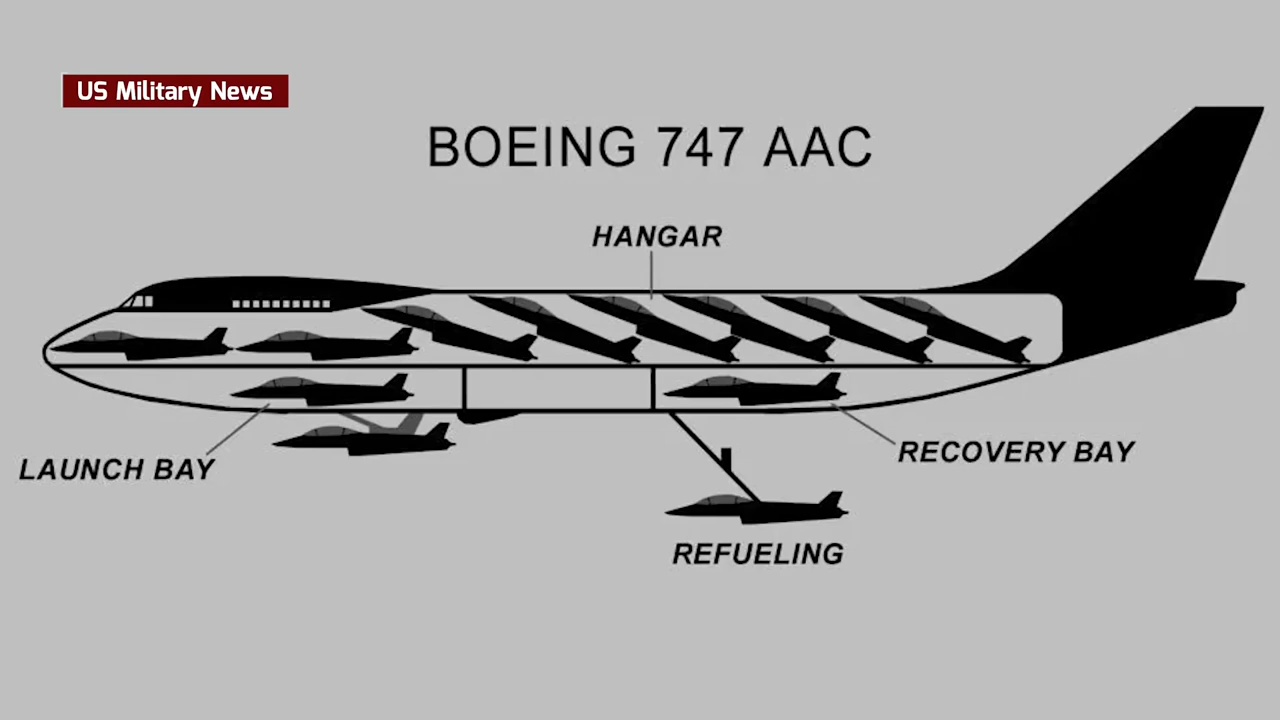 US Military News
BOEING 747 AAC
HANGAR
LAUNCH BAY
RECOVERY BAY
REFUELING